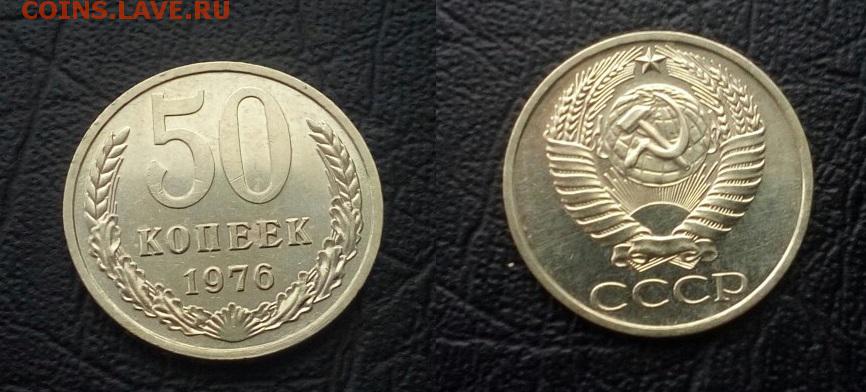 COINS.LAVE.RU
50
КОПЕЕК
1976
СССР